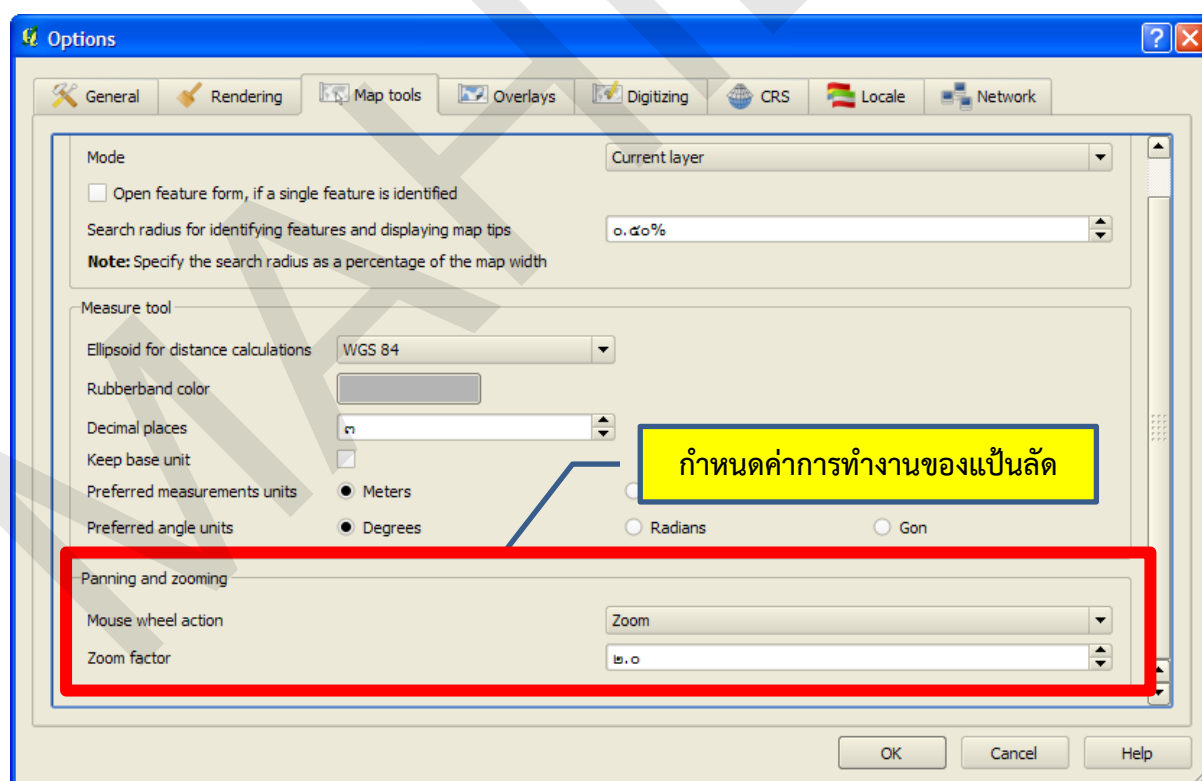 Options
General Rendering Map tools Overlays Digitizing CRS Locale Network
Mode Current layer
Open feature form, if a single feature is identified
Search radius for identifying features and displaying map tips ๐.๕๐%
Note: Specify the search radius as a percentage of the map width
Measure tool
Ellipsoid for distance calculations WGS 84
Rubberband color
Decimal places ๓
กำหนดค่าการทำงานของแป้นลัด
Keep base unit
Preferred measurements units Meters
Preferred angle units Degrees Radians Gon
Panning and zooming
Mouse wheel action Zoom
Zoom factor ๒.๐
OK Cancel Help